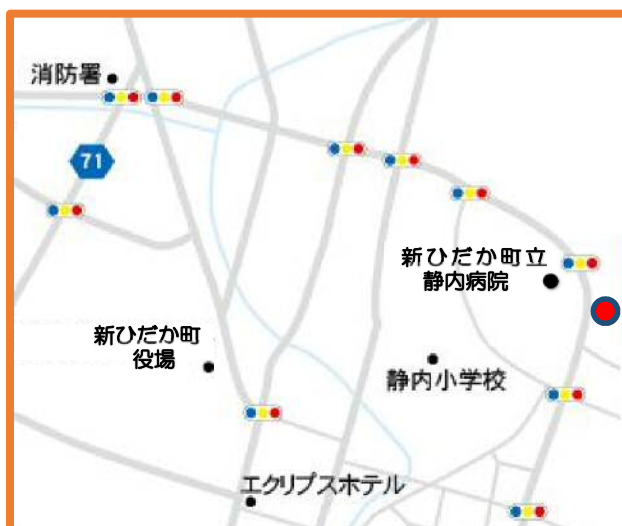 消防署
71
新ひだか町立
静内病院
新ひだか町
役場
静内小学校
エクリプスホテル